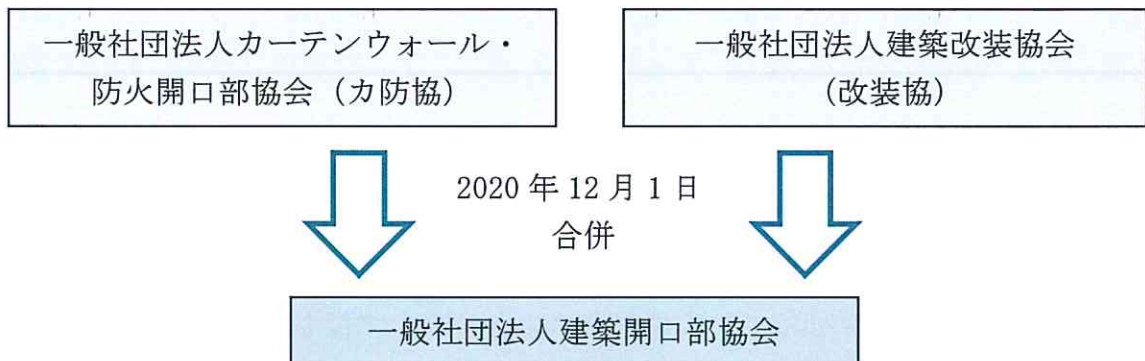 一般社団法人カーテンウォール・
防火開口部協会（カ防協）
一般社団法人建築改装協会
(改装協)
2020 年 12 月 1 日
合併
一般社団法人建築開口部協会